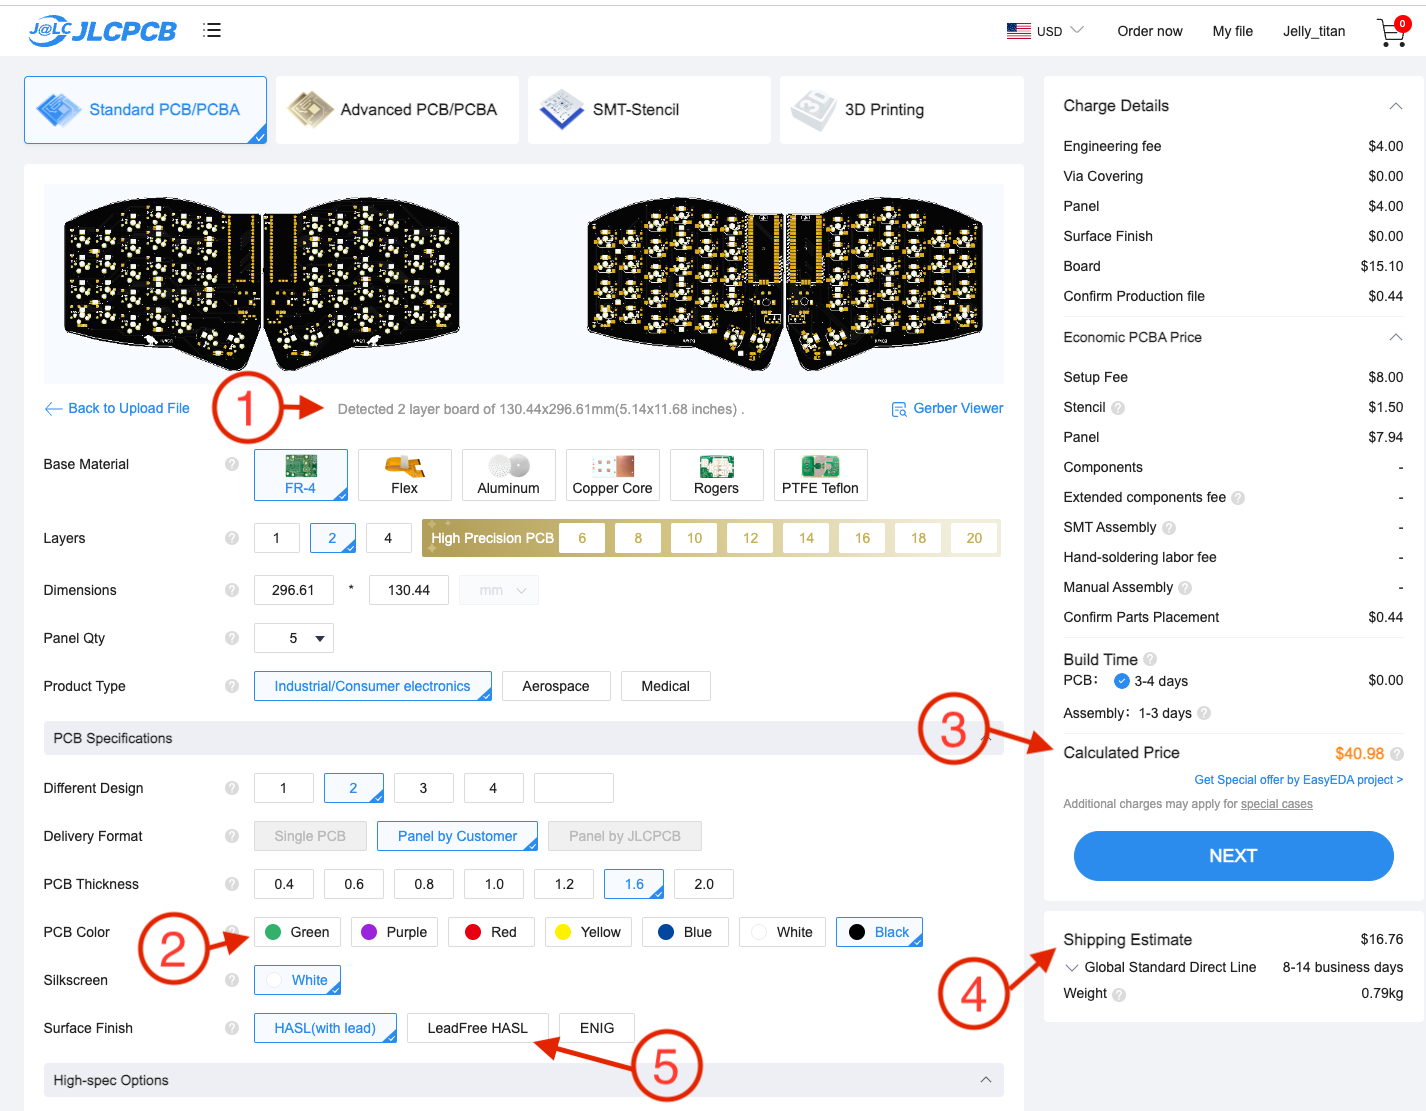 J@LC JLCPCB
USD
Order now
My file
Jelly_titan
0
Standard PCB/PCBA
Advanced PCB/PCBA
SMT-Stencil
3D Printing
1
← Back to Upload File
Detected 2 layer board of 130.44x296.61mm(5.14x11.68 inches) .
Gerber Viewer
Base Material ?
FR-4
Flex
Aluminum
Copper Core
Rogers
PTFE Teflon
Layers ? 1 2 4 High Precision PCB 6 8 10 12 14 16 18 20
Dimensions ? 296.61 * 130.44 mm
Panel Qty ? 5
Product Type ? Industrial/Consumer electronics Aerospace Medical
PCB Specifications
Different Design ? 1 2 3 4
Delivery Format ? Single PCB Panel by Customer Panel by JLCPCB
PCB Thickness ? 0.4 0.6 0.8 1.0 1.2 1.6 2.0
2
PCB Color ? Green Purple Red Yellow Blue White Black
Silkscreen ? White
Surface Finish ? HASL(with lead) LeadFree HASL ENIG
5
High-spec Options
Charge Details
Engineering fee $4.00
Via Covering $0.00
Panel $4.00
Surface Finish $0.00
Board $15.10
Confirm Production file $0.44
Economic PCBA Price
Setup Fee $8.00
Stencil ? $1.50
Panel $7.94
Components -
Extended components fee ? -
SMT Assembly ? -
Hand-soldering labor fee -
Manual Assembly ? -
Confirm Parts Placement $0.44
Build Time ?
PCB: 3-4 days $0.00
Assembly: 1-3 days ?
3
Calculated Price $40.98 ?
Get Special offer by EasyEDA project >
Additional charges may apply for special cases
NEXT
4
Shipping Estimate $16.76
Global Standard Direct Line 8-14 business days
Weight ? 0.79kg